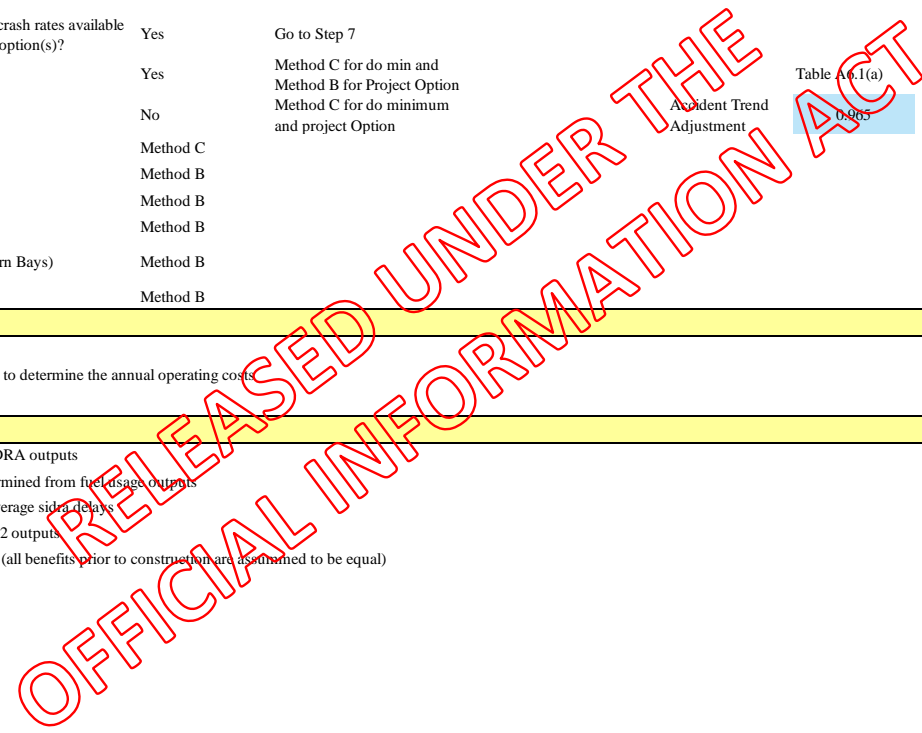 crash rates available
option(s)?
Yes
Go to Step 7
Yes
Method C for do min and
Method B for Project Option
Table A6.1(a)
No
Method C for do minimum
and project Option
Accident Trend
Adjustment
0.965
Method C
Method B
Method B
Method B
rn Bays)
Method B
Method B
to determine the annual operating costs
DRA outputs
rmined from fuel usage outputs
verage sidra delays
2 outputs
(all benefits prior to construction are assummed to be equal)
RELEASED UNDER THE
OFFICIAL INFORMATION ACT